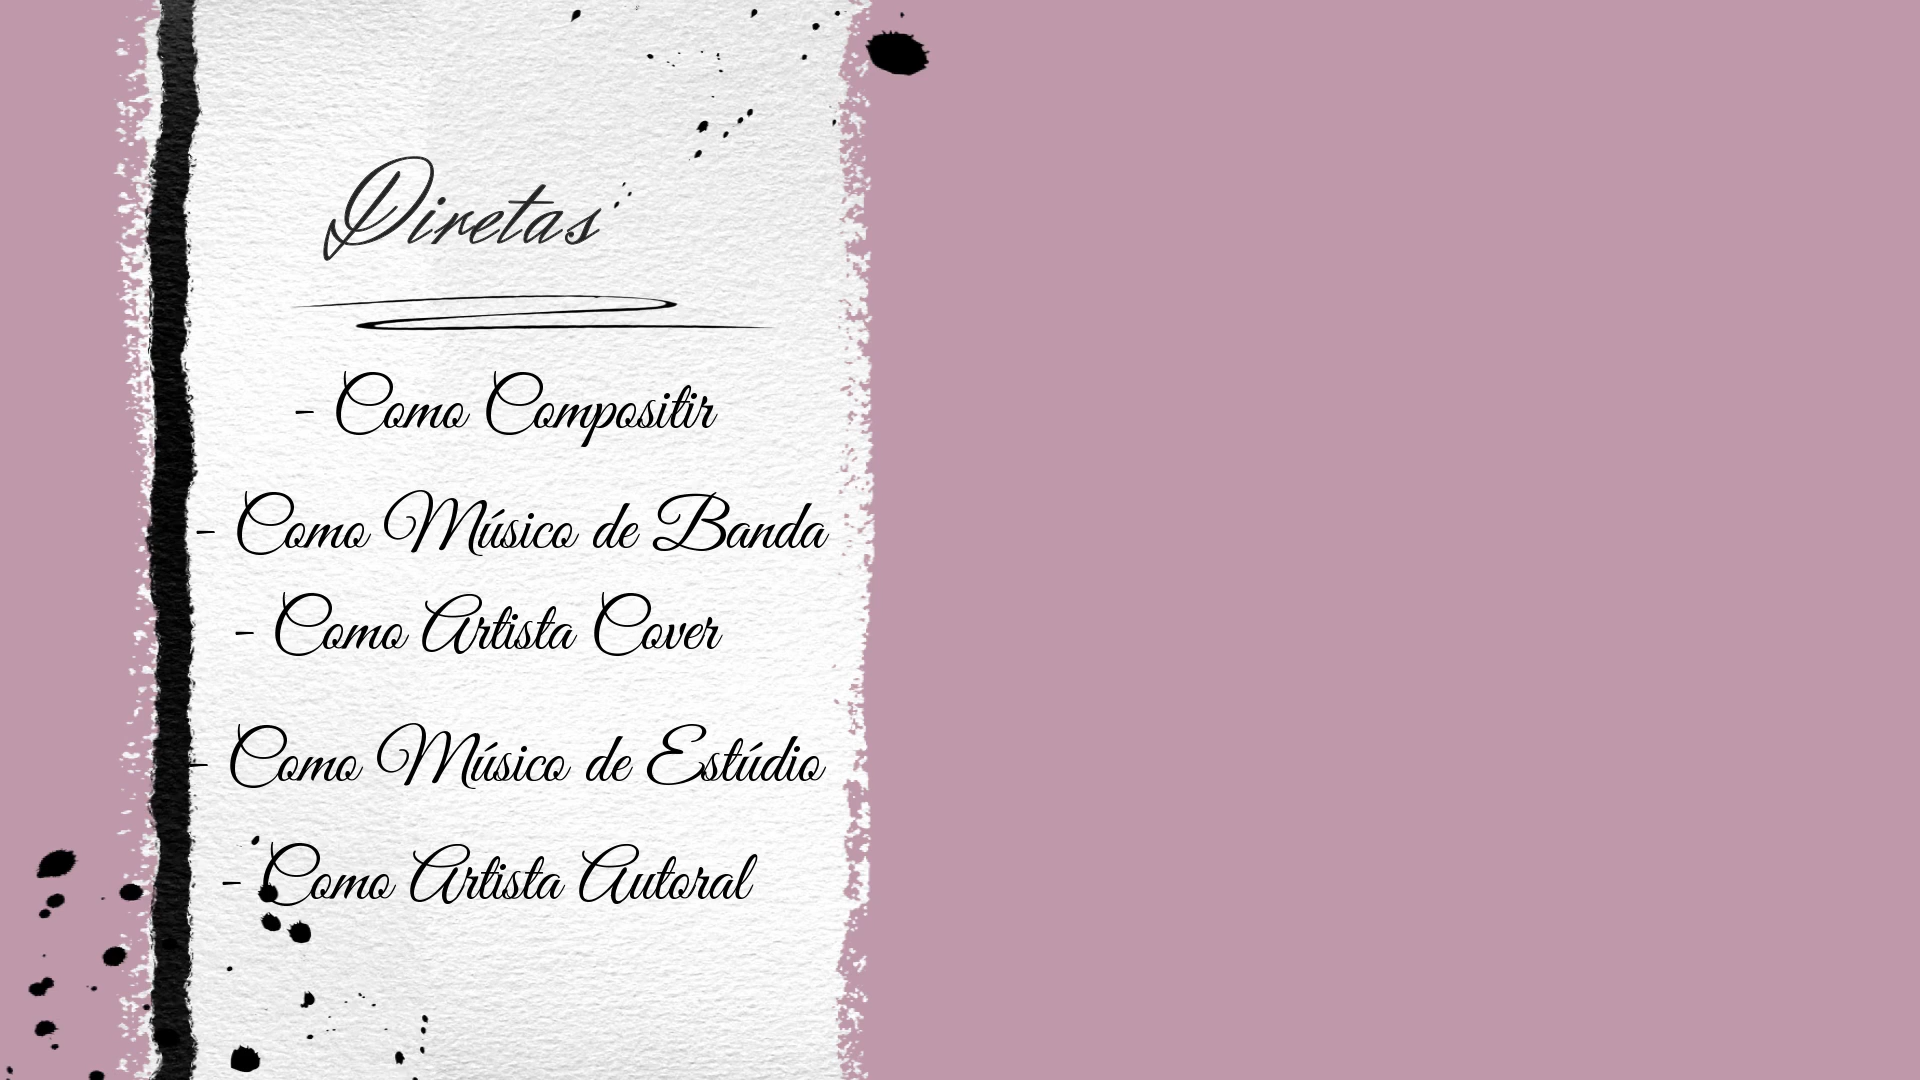 Diretas
- Como Compositir
- Como Músico de Banda
- Como Artista Cover
- Como Músico de Estúdio
- Como Artista Autoral